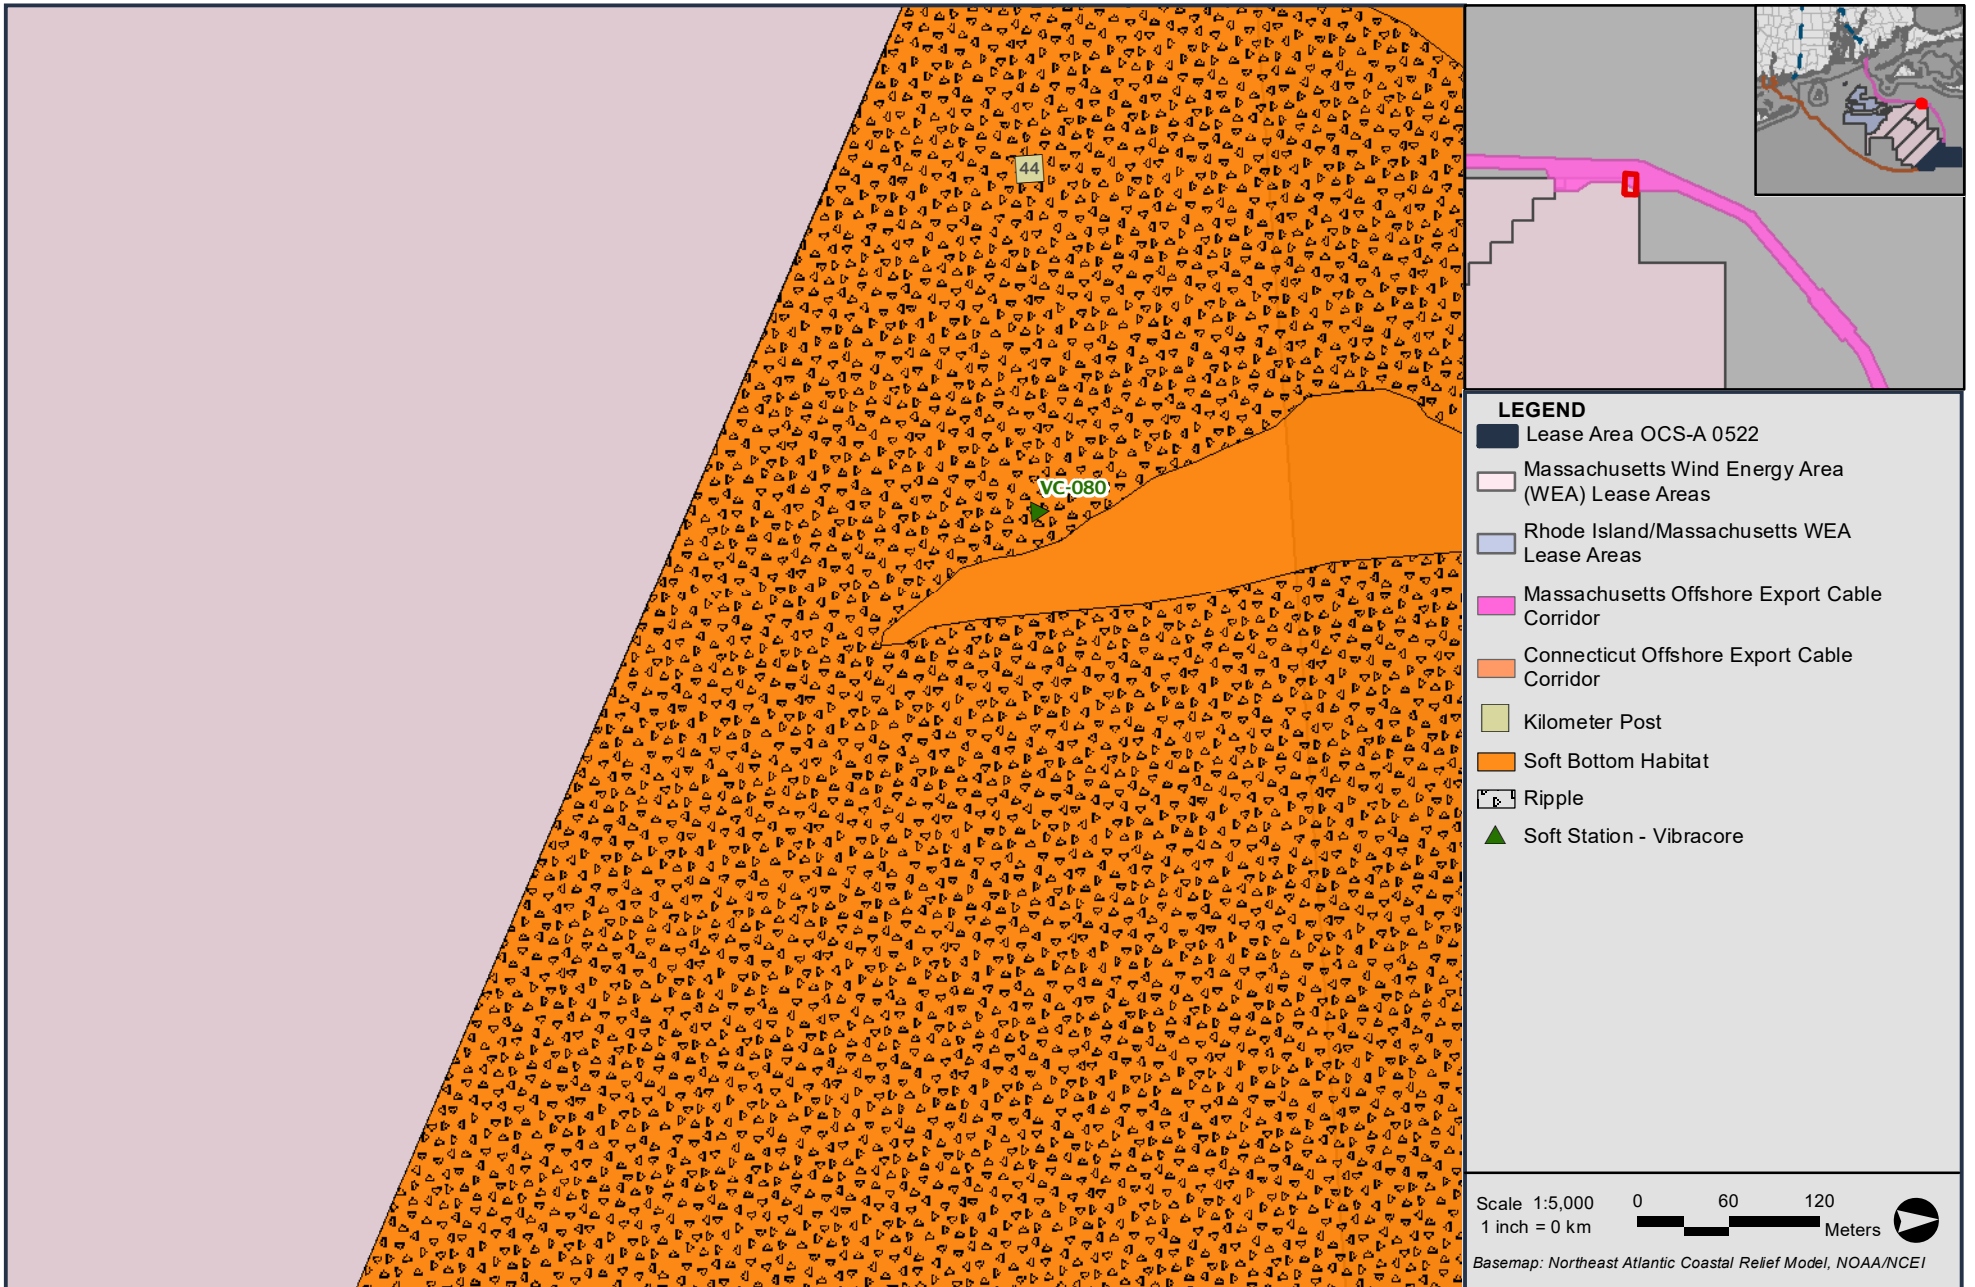 44
VC-080
LEGEND
Lease Area OCS-A 0522
Massachusetts Wind Energy Area
(WEA) Lease Areas
Rhode Island/Massachusetts WEA
Lease Areas
Massachusetts Offshore Export Cable
Corridor
Connecticut Offshore Export Cable
Corridor
Kilometer Post
Soft Bottom Habitat
Ripple
Soft Station - Vibracore
Scale 1:5,000
1 inch = 0 km
0 60 120
Meters
Basemap: Northeast Atlantic Coastal Relief Model, NOAA/NCEI